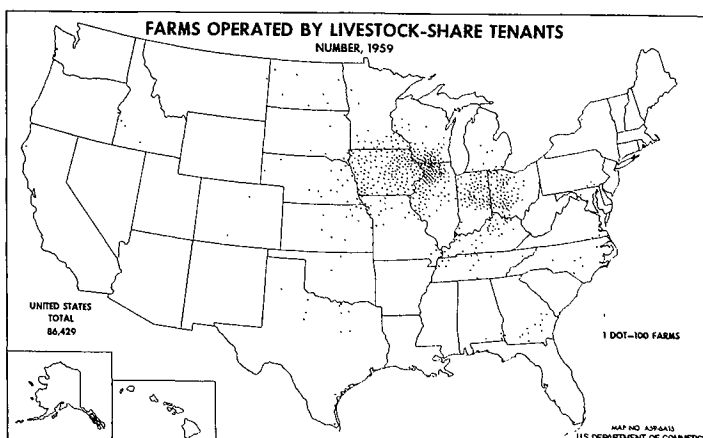 FARMS OPERATED BY LIVESTOCK-SHARE TENANTS
NUMBER, 1959
UNITED STATES
TOTAL
86,429
1 DOT—100 FARMS
MAP NO. A59-6A15
U.S. DEPARTMENT OF COMMERCE